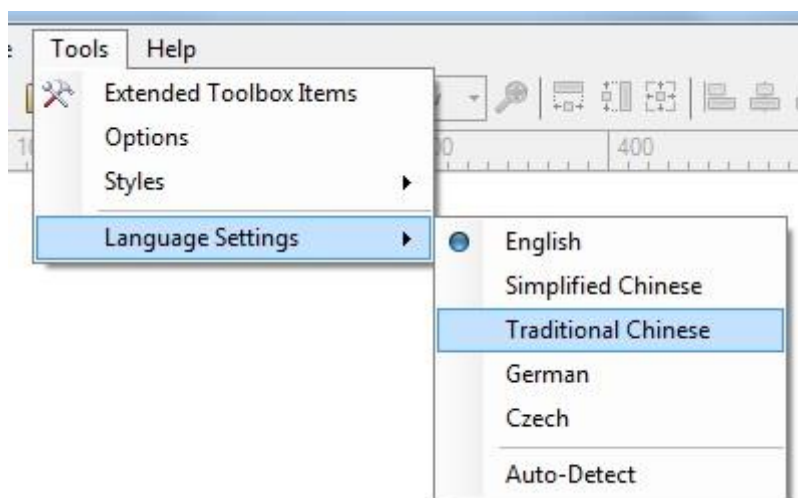 Tools Help
Extended Toolbox Items
Options
400
Styles
Language Settings
English
Simplified Chinese
Traditional Chinese
German
Czech
Auto-Detect